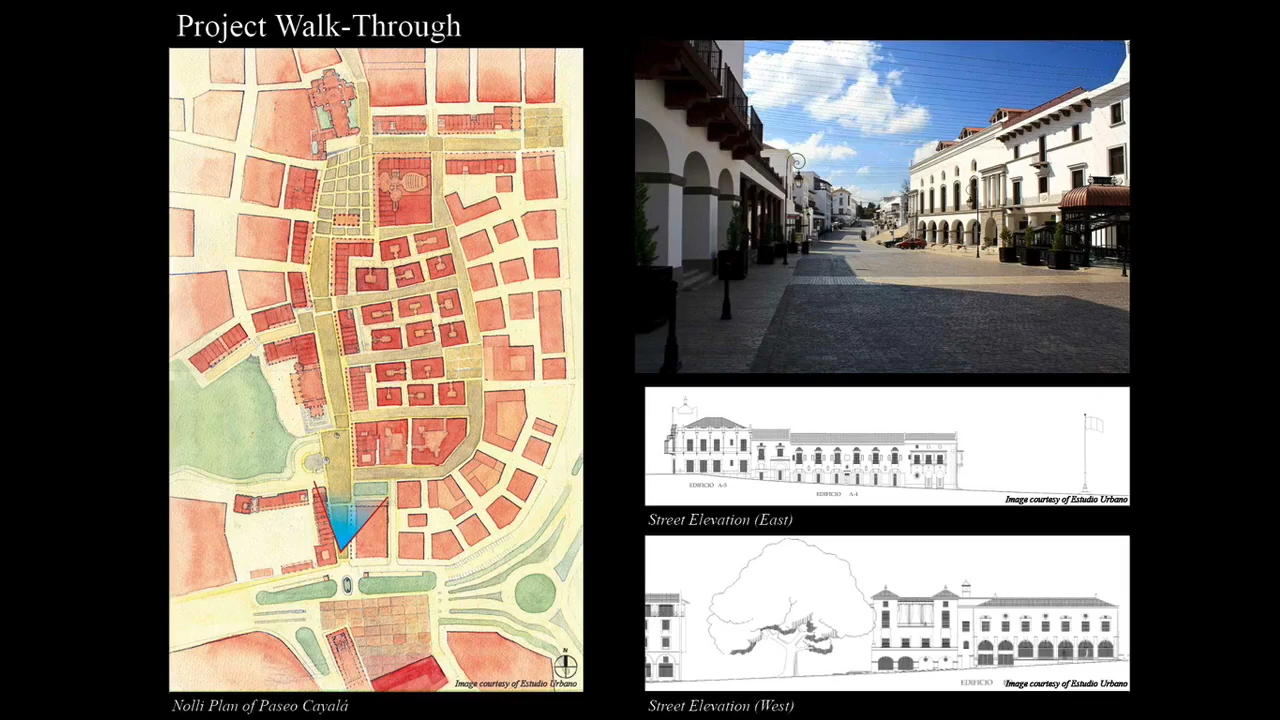 Project Walk-Through
N
Image courtesy of Estudio Urbano
Nolli Plan of Paseo Cayalá
EDIFICIO A-5
EDIFICIO A-4
Image courtesy of Estudio Urbano
Street Elevation (East)
EDIFICIO
Image courtesy of Estudio Urbano
Street Elevation (West)